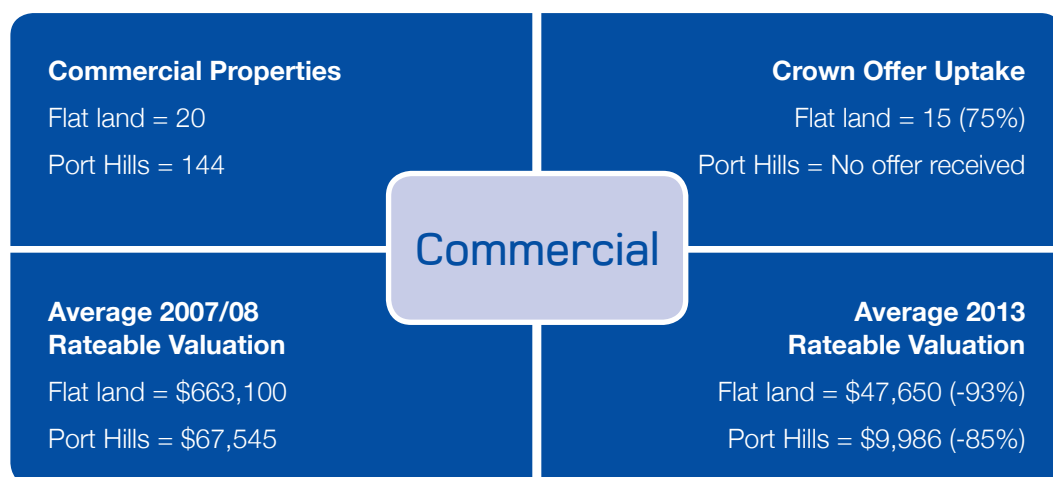 Commercial Properties
Flat land = 20
Port Hills = 144
Crown Offer Uptake
Flat land = 15 (75%)
Port Hills = No offer received
Commercial
Average 2007/08
Rateable Valuation
Flat land = $663,100
Port Hills = $67,545
Average 2013
Rateable Valuation
Flat land = $47,650 (-93%)
Port Hills = $9,986 (-85%)